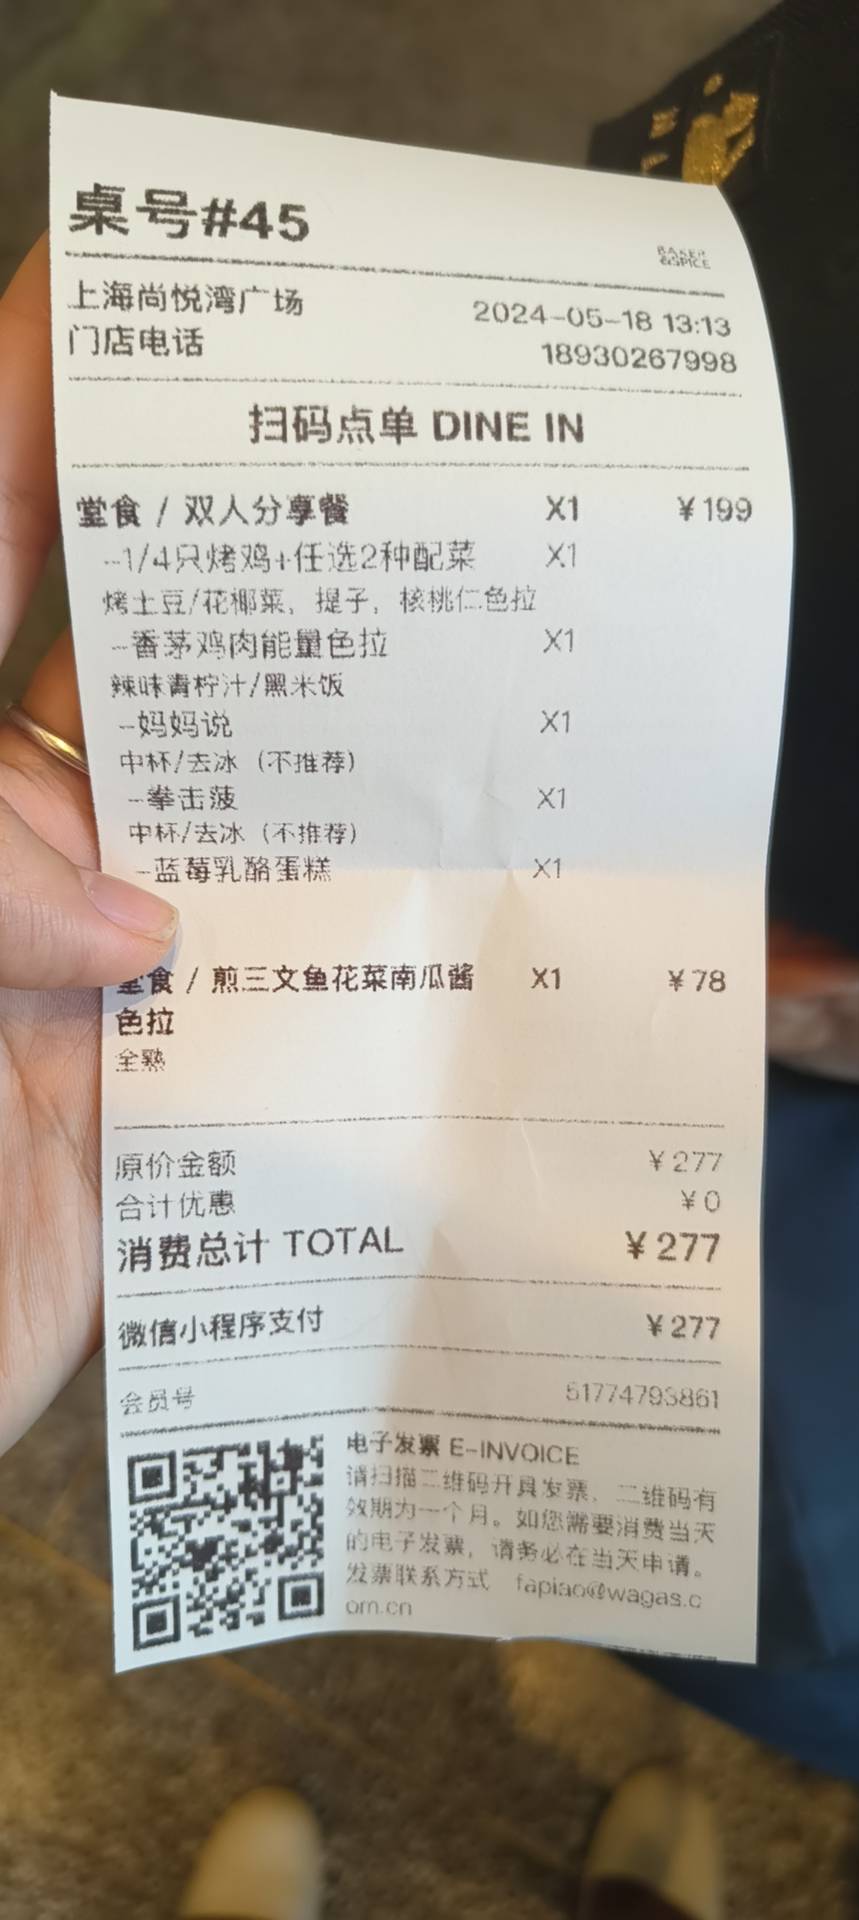 桌号#45
BAKER
&SPICE
上海尚悦湾广场 2024-05-18 13:13
门店电话 18930267998
扫码点单 DINE IN
堂食 / 双人分享餐 X1 ¥199
-1/4只烤鸡+任选2种配菜 X1
烤土豆/花椰菜,提子,核桃仁色拉
-香茅鸡肉能量色拉 X1
辣味青柠汁/黑米饭
-妈妈说 X1
中杯/去冰(不推荐)
-拳击菠 X1
中杯/去冰(不推荐)
-蓝莓乳酪蛋糕 X1
堂食 / 煎三文鱼花菜南瓜酱 X1 ¥78
色拉
全熟
原价金额 ¥277
合计优惠 ¥0
消费总计 TOTAL ¥277
微信小程序支付 ¥277
会员号 51774793861
电子发票 E-INVOICE
请扫描二维码开具发票,二维码有
效期为一个月。如您需要消费当天
的电子发票,请务必在当天申请。
发票联系方式 fapiao@wagas.c
om.cn